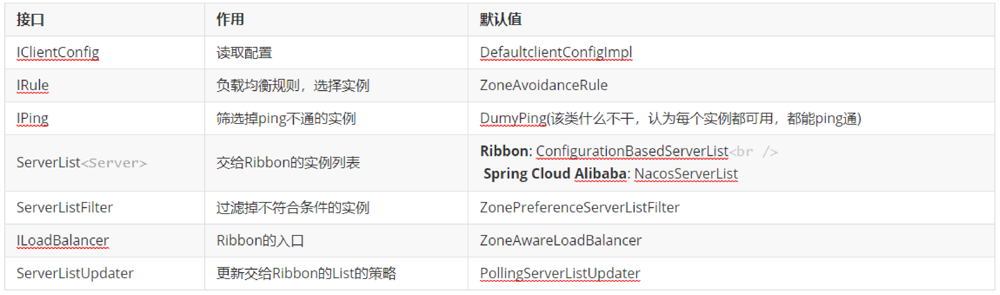 接口 作用 默认值
IClientConfig 读取配置 DefaultclientConfigImpl
IRule 负载均衡规则，选择实例 ZoneAvoidanceRule
IPing 筛选掉ping不通的实例 DumyPing(该类什么不干，认为每个实例都可用，都能ping通)
ServerList<Server> 交给Ribbon的实例列表 Ribbon: ConfigurationBasedServerList<br />
Spring Cloud Alibaba: NacosServerList
ServerListFilter 过滤掉不符合条件的实例 ZonePreferenceServerListFilter
ILoadBalancer Ribbon的入口 ZoneAwareLoadBalancer
ServerListUpdater 更新交给Ribbon的List的策略 PollingServerListUpdater